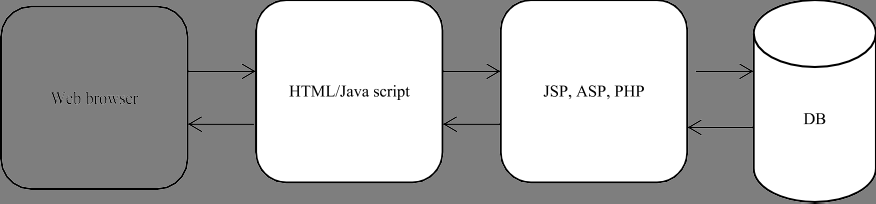 Web browser
HTML/Java script
JSP, ASP, PHP
DB